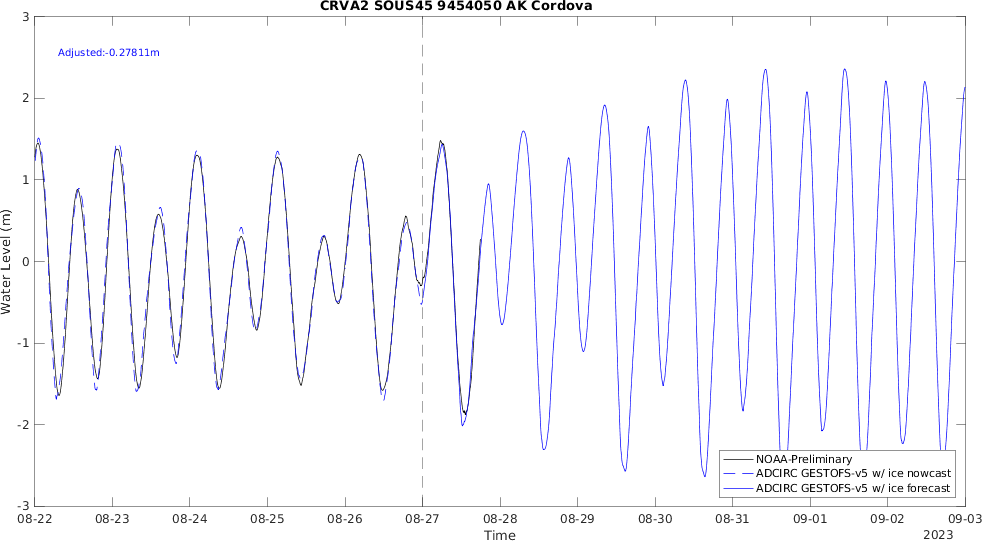 CRVA2 SOUS45 9454050 AK Cordova
Adjusted:-0.27811m
3
2
1
0
-1
-2
-3
Water Level (m)
NOAA-Preliminary
ADCIRC GESTOFS-v5 w/ ice nowcast
ADCIRC GESTOFS-v5 w/ ice forecast
08-22 08-23 08-24 08-25 08-26 08-27 08-28 08-29 08-30 08-31 09-01 09-02 09-03
Time
2023